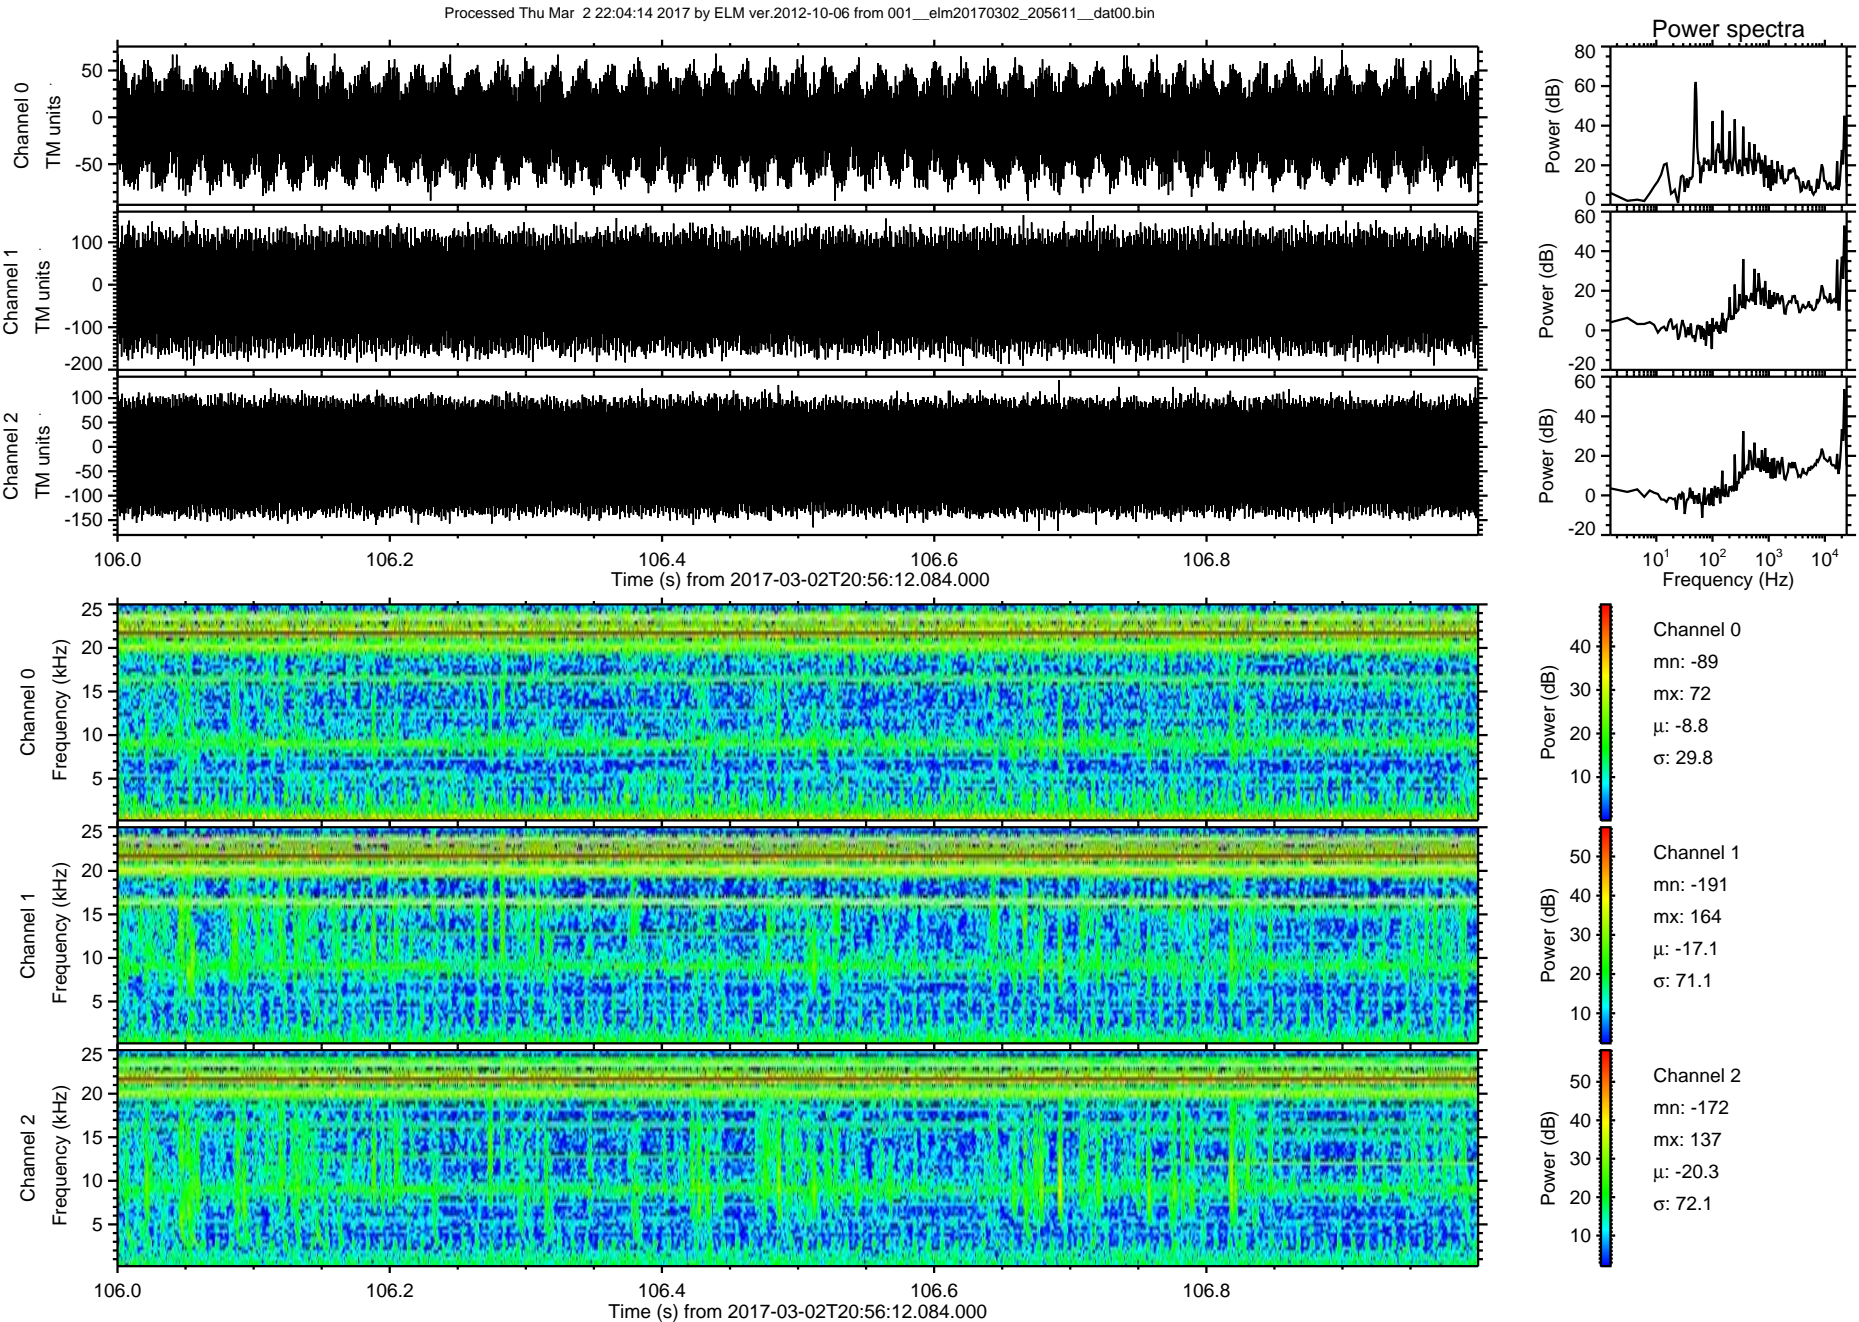 Processed Thu Mar  2 22:04:14 2017 by ELM ver.2012-10-06 from 001__elm20170302_205611__dat00.bin
Power spectra
Channel 0
TM units
50
0
-50
Power (dB)
80
60
40
20
0
Channel 1
TM units
100
0
-100
-200
Power (dB)
60
40
20
0
-20
Channel 2
TM units
100
50
0
-50
-100
-150
Power (dB)
60
40
20
0
-20
106.0 106.2 106.4 106.6 106.8
Time (s) from 2017-03-02T20:56:12.084.000
10¹ 10² 10³ 10⁴
Frequency (Hz)
Channel 0
Frequency (kHz)
25
20
15
10
5
Power (dB)
40
30
20
10
Channel 0
mn: -89
mx: 72
µ: -8.8
σ: 29.8
Channel 1
Frequency (kHz)
25
20
15
10
5
Power (dB)
50
40
30
20
10
Channel 1
mn: -191
mx: 164
µ: -17.1
σ: 71.1
Channel 2
Frequency (kHz)
25
20
15
10
5
Power (dB)
50
40
30
20
10
Channel 2
mn: -172
mx: 137
µ: -20.3
σ: 72.1
106.0 106.2 106.4 106.6 106.8
Time (s) from 2017-03-02T20:56:12.084.000